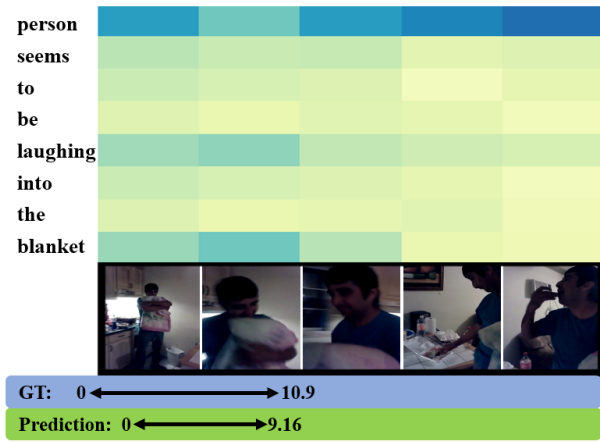 person
seems
to
be
laughing
into
the
blanket
GT: 0 10.9
Prediction: 0 9.16